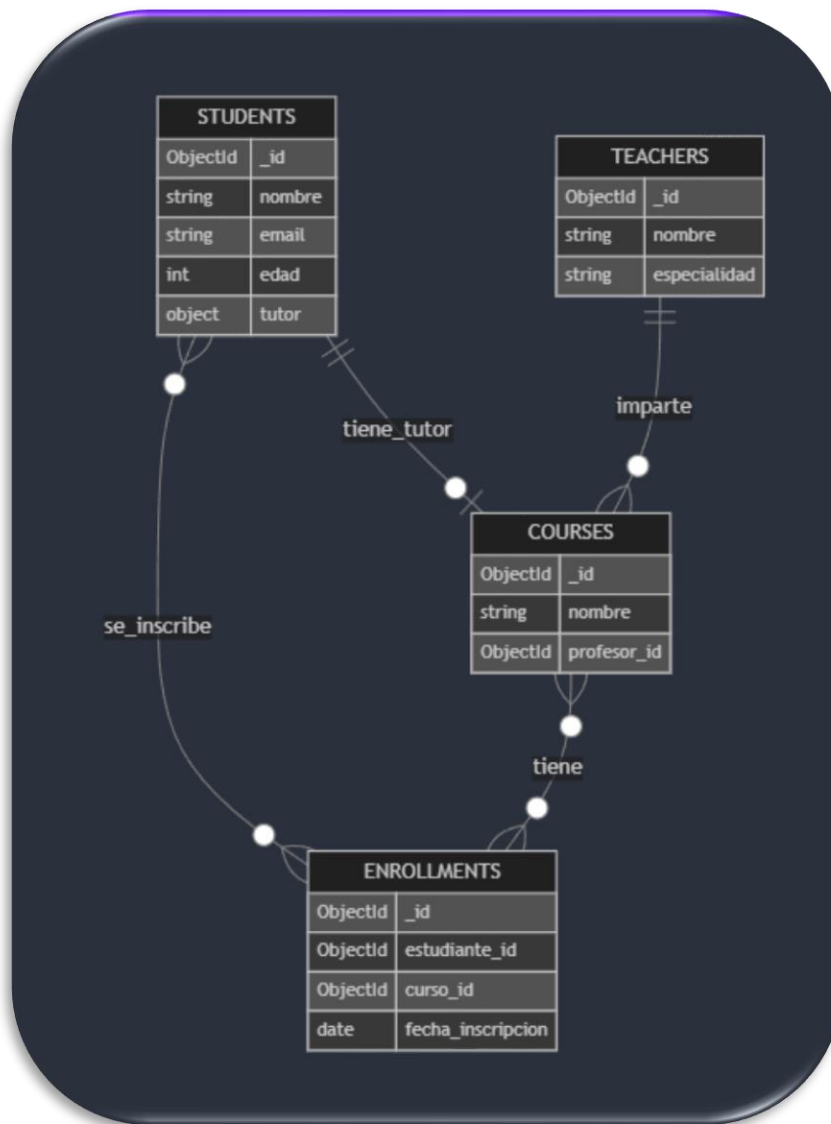 STUDENTS
ObjectId _id
string nombre
string email
int edad
object tutor
TEACHERS
ObjectId _id
string nombre
string especialidad
imparte
tiene_tutor
COURSES
ObjectId _id
string nombre
ObjectId profesor_id
se_inscribe
tiene
ENROLLMENTS
ObjectId _id
ObjectId estudiante_id
ObjectId curso_id
date fecha_inscripcion